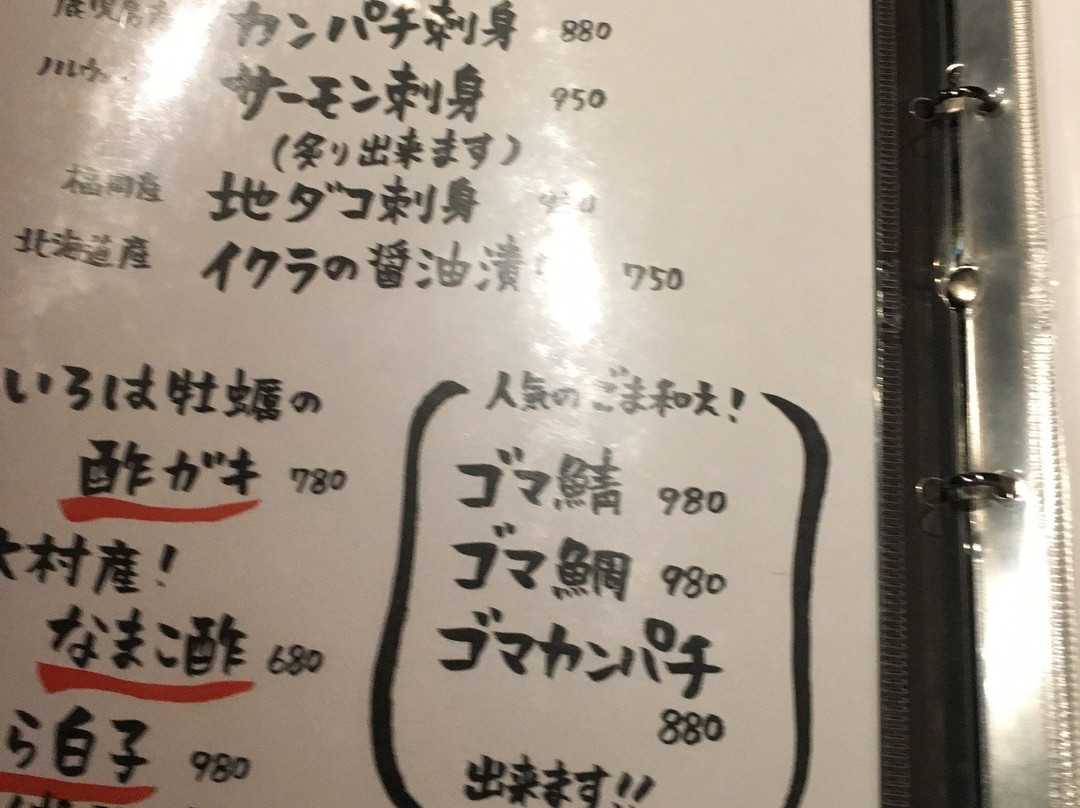 カンパチ刺身 880
サーモン刺身 950
(炙り出来ます)
福岡産 地ダコ刺身
北海道産 イクラの醤油漬 750
いろは牡蠣の
酢ガキ 780
村産!
なまこ酢 680
ら白子 980
人気のごま和え!
ゴマ鯖 980
ゴマ鯛 980
ゴマカンパチ
880
出来ます!!